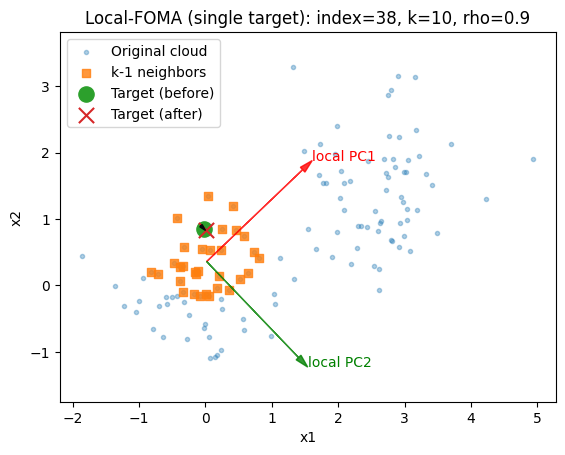 Local-FOMA (single target): index=38, k=10, rho=0.9
Original cloud
k-1 neighbors
Target (before)
Target (after)
local PC1
local PC2
x2
3
2
1
0
−1
−2
−1
0
1
2
3
4
5
x1